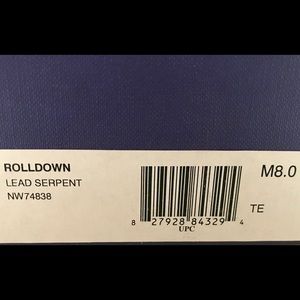 ROLLDOWN
LEAD SERPENT
NW74838
M8.0
8 27928 84329 4
UPC
TE